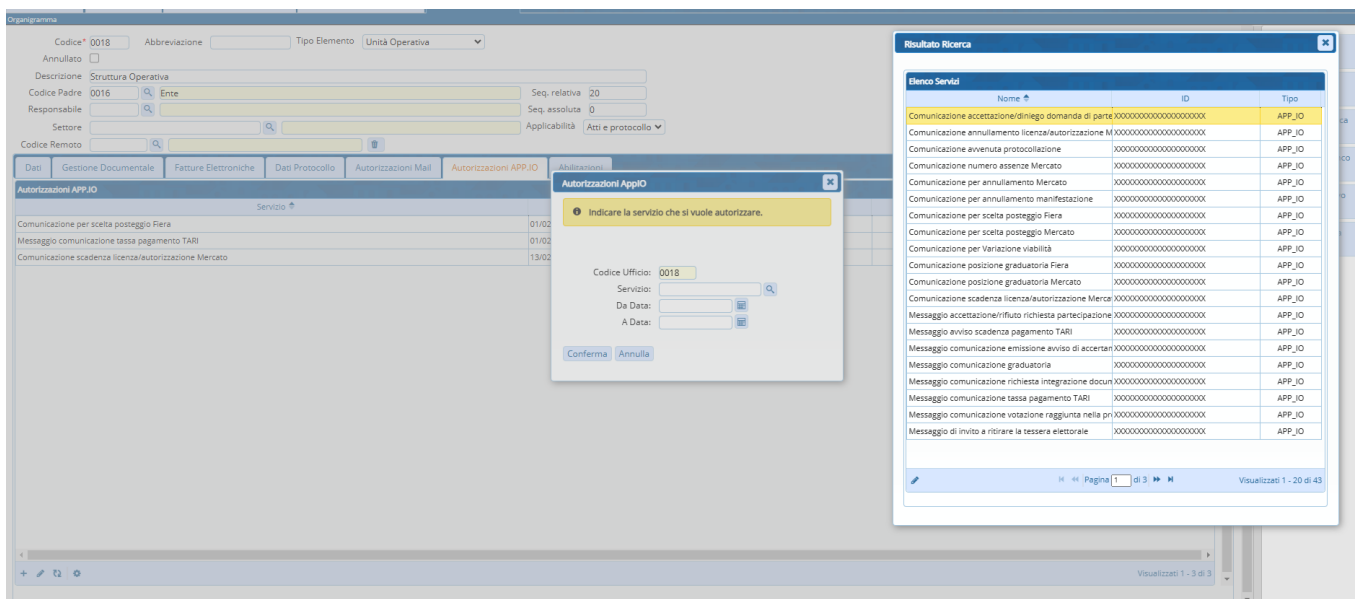 Organigramma
Codice* 0018 Abbreviazione Tipo Elemento Unità Operativa
Annullato
Descrizione Struttura Operativa
Codice Padre 0016 Ente Seq. relativa 20
Responsabile Seq. assoluta 0
Settore Applicabilità Atti e protocollo
Codice Remoto
Dati Gestione Documentale Fatture Elettroniche Dati Protocollo Autorizzazioni Mail Autorizzazioni APP.IO Abilitazioni
Autorizzazioni APP.IO
Servizio
Comunicazione per scelta posteggio Fiera 01/02
Messaggio comunicazione tassa pagamento TARI 01/02
Comunicazione scadenza licenza/autorizzazione Mercato 13/02
Visualizzati 1 - 3 di 3
Autorizzazioni AppIO
Indicare la servizio che si vuole autorizzare.
Codice Ufficio: 0018
Servizio:
Da Data:
A Data:
Conferma Annulla
Risultato Ricerca
Elenco Servizi
Nome ID Tipo
Comunicazione accettazione/diniego domanda di parte XXXXXXXXXXXXXXXXXXXX APP_IO
Comunicazione annullamento licenza/autorizzazione M XXXXXXXXXXXXXXXXXXXX APP_IO
Comunicazione avvenuta protocollazione XXXXXXXXXXXXXXXXXXXX APP_IO
Comunicazione numero assenze Mercato XXXXXXXXXXXXXXXXXXXX APP_IO
Comunicazione per annullamento Mercato XXXXXXXXXXXXXXXXXXXX APP_IO
Comunicazione per annullamento manifestazione XXXXXXXXXXXXXXXXXXXX APP_IO
Comunicazione per scelta posteggio Fiera XXXXXXXXXXXXXXXXXXXX APP_IO
Comunicazione per scelta posteggio Mercato XXXXXXXXXXXXXXXXXXXX APP_IO
Comunicazione per Variazione viabilità XXXXXXXXXXXXXXXXXXXX APP_IO
Comunicazione posizione graduatoria Fiera XXXXXXXXXXXXXXXXXXXX APP_IO
Comunicazione posizione graduatoria Mercato XXXXXXXXXXXXXXXXXXXX APP_IO
Comunicazione scadenza licenza/autorizzazione Merca XXXXXXXXXXXXXXXXXXXX APP_IO
Messaggio accettazione/rifiuto richiesta partecipazione XXXXXXXXXXXXXXXXXXXX APP_IO
Messaggio avviso scadenza pagamento TARI XXXXXXXXXXXXXXXXXXXX APP_IO
Messaggio comunicazione emissione avviso di accertan XXXXXXXXXXXXXXXXXXXX APP_IO
Messaggio comunicazione graduatoria XXXXXXXXXXXXXXXXXXXX APP_IO
Messaggio comunicazione richiesta integrazione docun XXXXXXXXXXXXXXXXXXXX APP_IO
Messaggio comunicazione tassa pagamento TARI XXXXXXXXXXXXXXXXXXXX APP_IO
Messaggio comunicazione votazione raggiunta nella pr XXXXXXXXXXXXXXXXXXXX APP_IO
Messaggio di invito a ritirare la tessera elettorale XXXXXXXXXXXXXXXXXXXX APP_IO
Pagina 1 di 3 Visualizzati 1 - 20 di 43